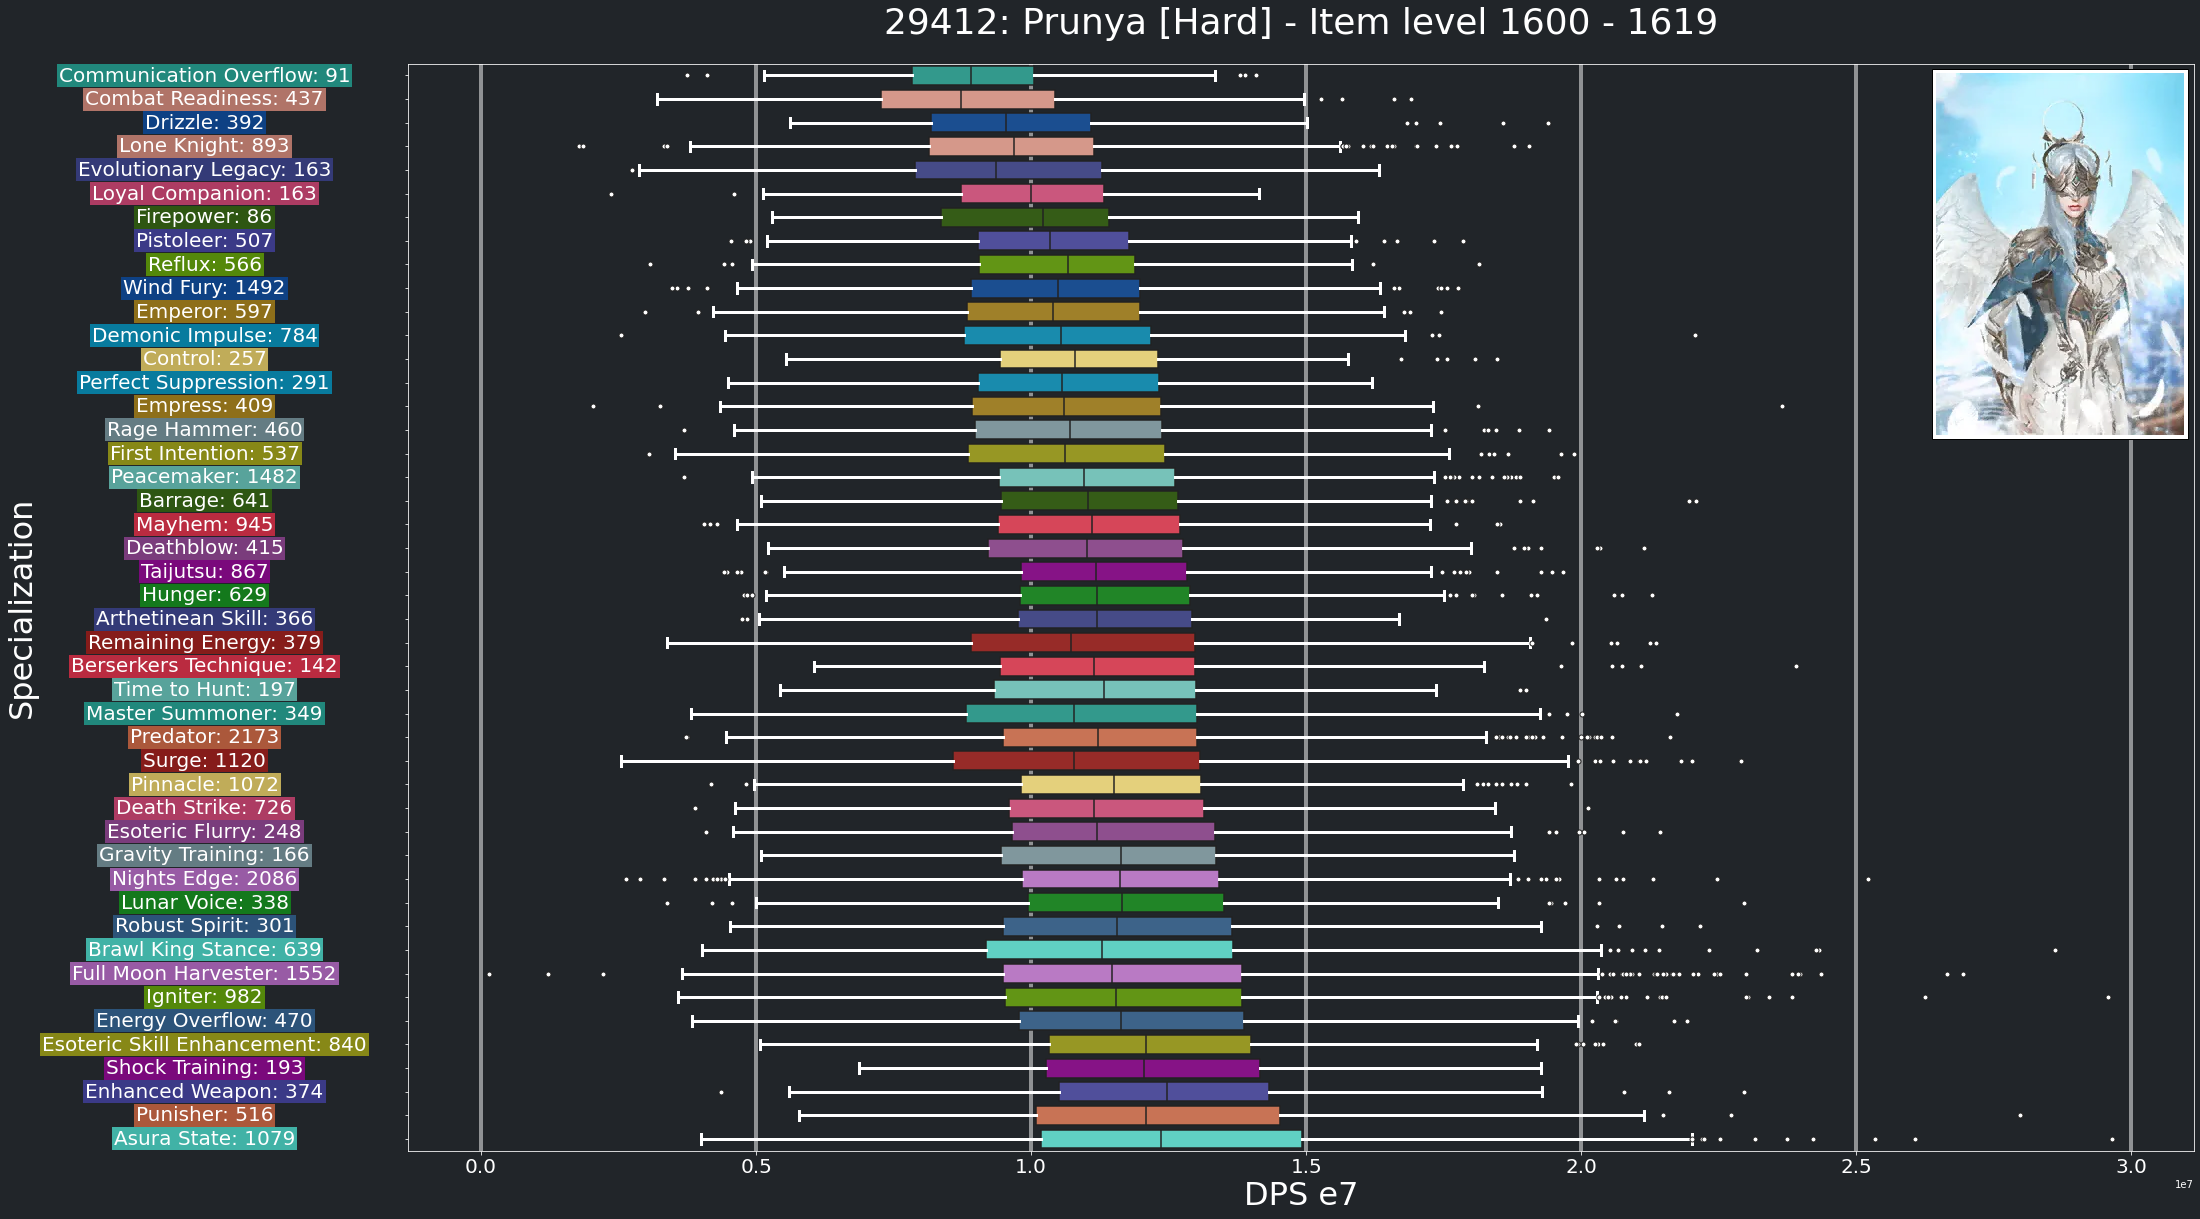 29412: Prunya [Hard] - Item level 1600 - 1619
Communication Overflow: 91
Combat Readiness: 437
Drizzle: 392
Lone Knight: 893
Evolutionary Legacy: 163
Loyal Companion: 163
Firepower: 86
Pistoleer: 507
Reflux: 566
Wind Fury: 1492
Emperor: 597
Demonic Impulse: 784
Control: 257
Perfect Suppression: 291
Empress: 409
Rage Hammer: 460
First Intention: 537
Peacemaker: 1482
Barrage: 641
Mayhem: 945
Deathblow: 415
Taijutsu: 867
Hunger: 629
Arthetinean Skill: 366
Remaining Energy: 379
Berserkers Technique: 142
Time to Hunt: 197
Master Summoner: 349
Predator: 2173
Surge: 1120
Pinnacle: 1072
Death Strike: 726
Esoteric Flurry: 248
Gravity Training: 166
Nights Edge: 2086
Lunar Voice: 338
Robust Spirit: 301
Brawl King Stance: 639
Full Moon Harvester: 1552
Igniter: 982
Energy Overflow: 470
Esoteric Skill Enhancement: 840
Shock Training: 193
Enhanced Weapon: 374
Punisher: 516
Asura State: 1079
Specialization
0.0 0.5 1.0 1.5 2.0 2.5 3.0
DPS e7
1e7